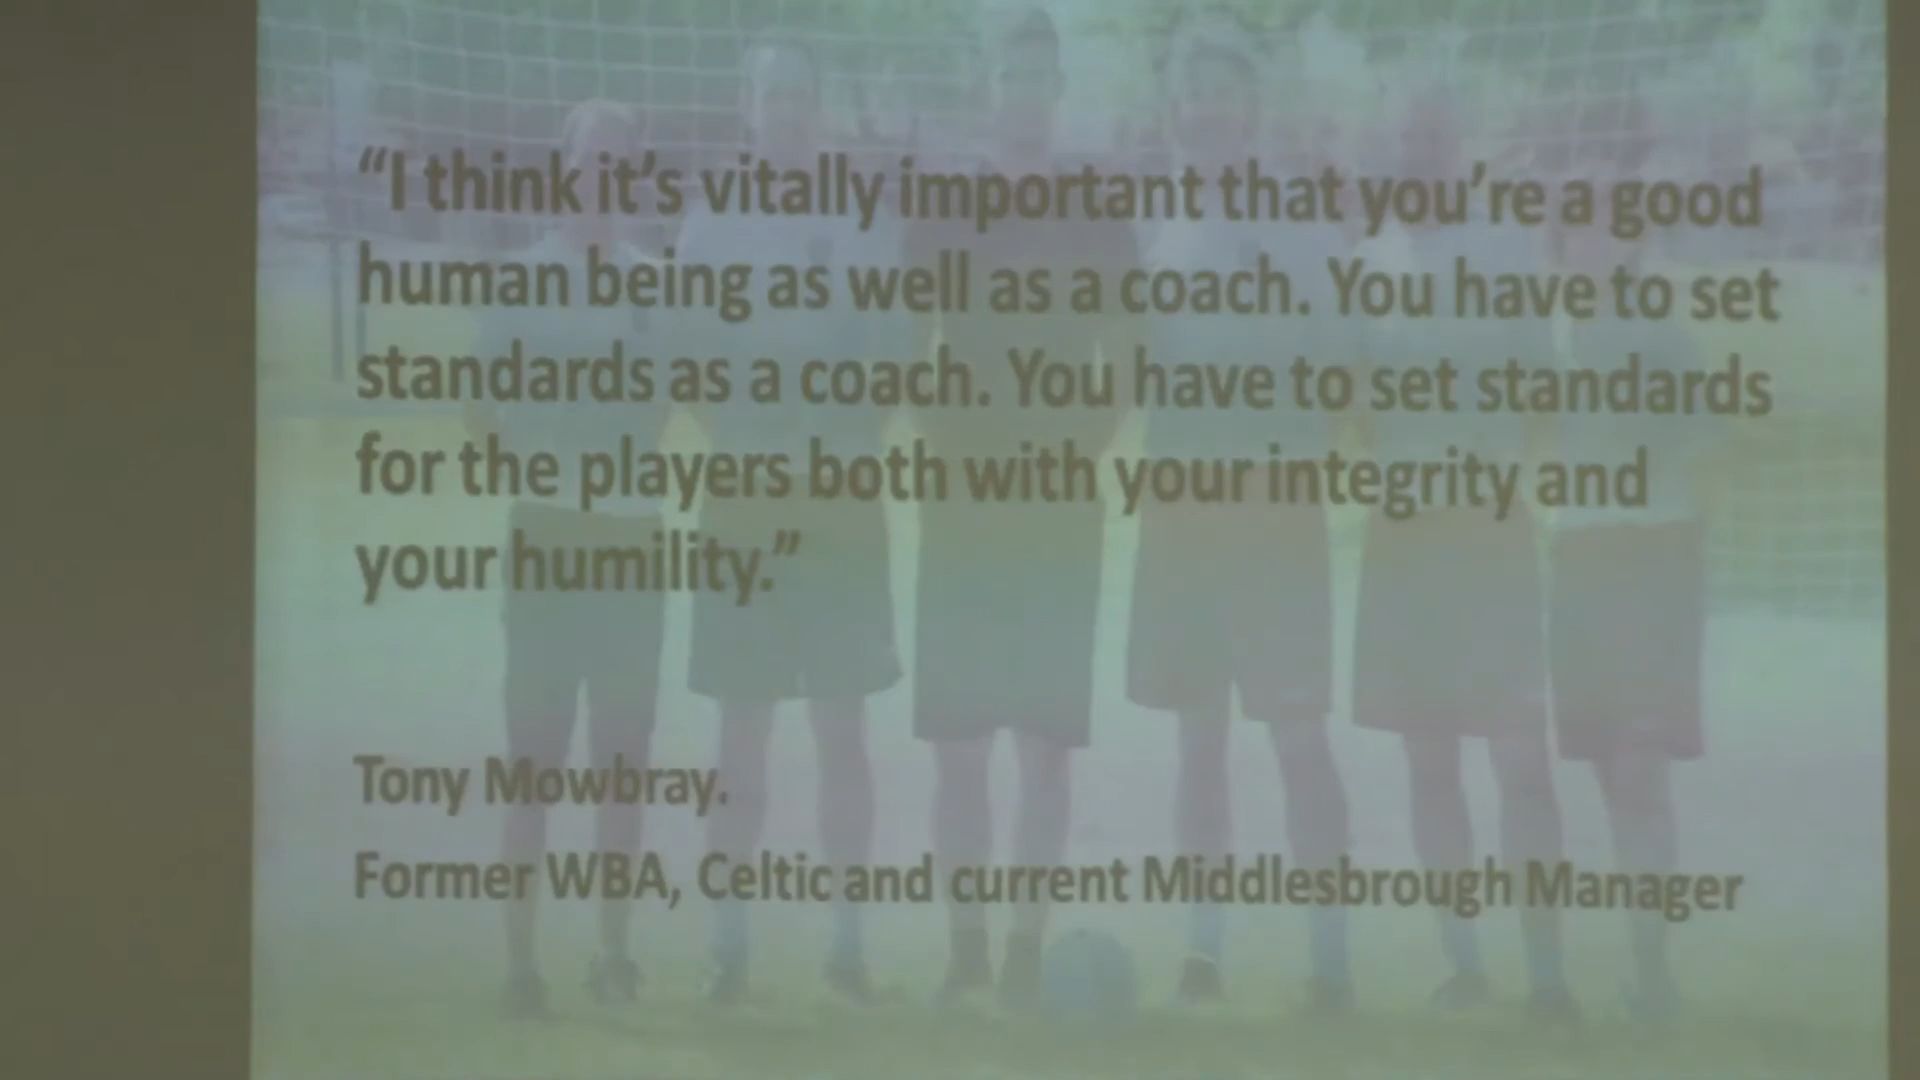 “I think it’s vitally important that you’re a good
human being as well as a coach. You have to set
standards as a coach. You have to set standards
for the players both with your integrity and
your humility.”
Tony Mowbray.
Former WBA, Celtic and current Middlesbrough Manager